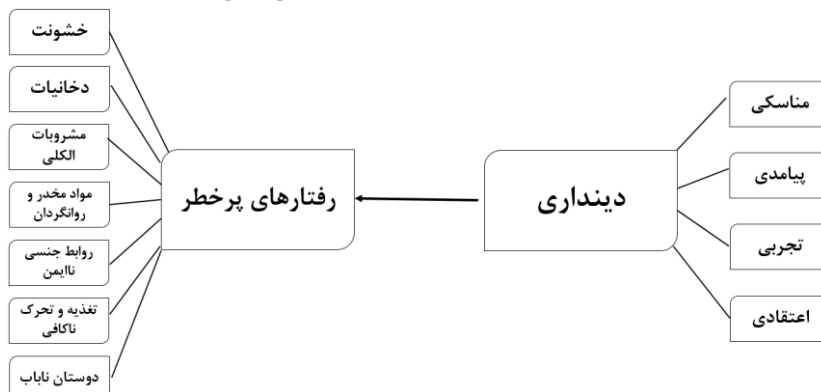 مناسکی
پیامدی
تجربی
اعتقادی
دینداری
رفتارهای پرخطر
خشونت
دخانیات
مشروبات
الکلی
مواد مخدر و
روانگردان
روابط جنسی
ناایمن
تغذیه و تحرک
ناکافی
دوستان ناباب